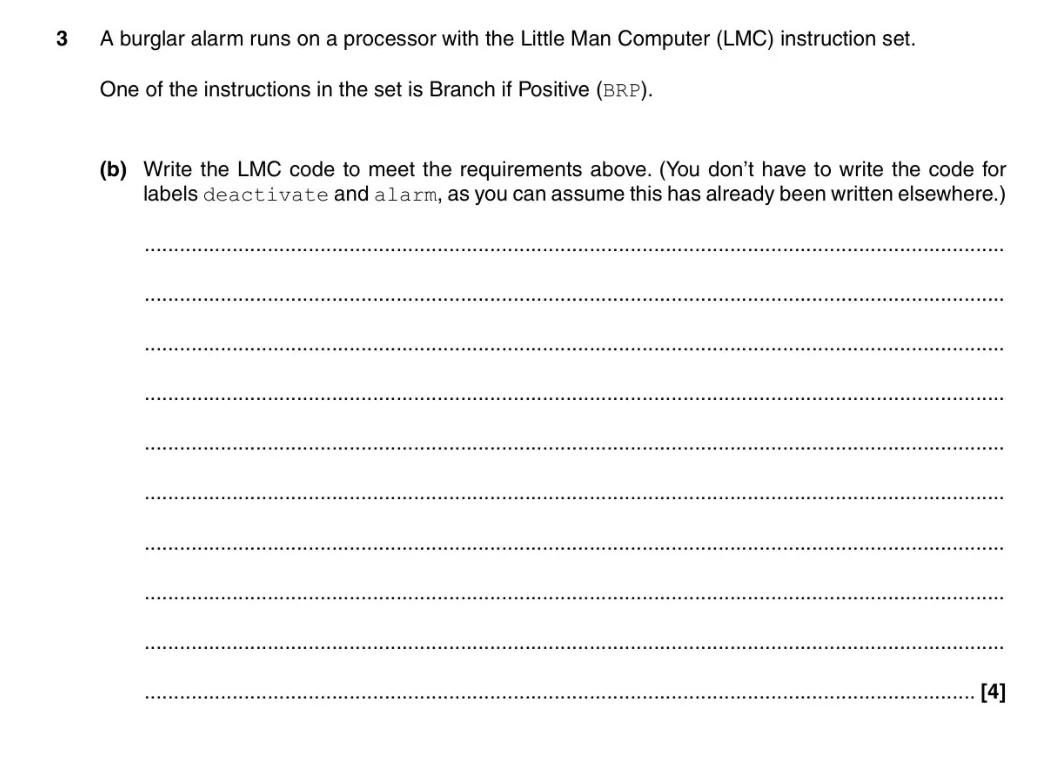 3 A burglar alarm runs on a processor with the Little Man Computer (LMC) instruction set.
One of the instructions in the set is Branch if Positive (BRP).
(b) Write the LMC code to meet the requirements above. (You don't have to write the code for
labels deactivate and alarm, as you can assume this has already been written elsewhere.)
[4]